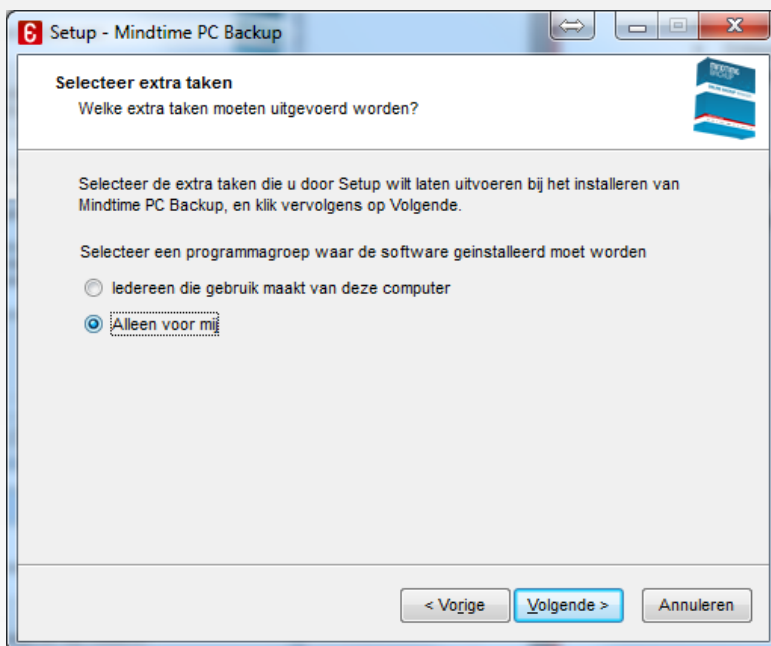 Setup - Mindtime PC Backup
Selecteer extra taken
Welke extra taken moeten uitgevoerd worden?
MINDTIME
BACKUP
Selecteer de extra taken die u door Setup wilt laten uitvoeren bij het installeren van
Mindtime PC Backup, en klik vervolgens op Volgende.
Selecteer een programmagroep waar de software geinstalleerd moet worden
Iedereen die gebruik maakt van deze computer
Alleen voor mij
< Vorige
Volgende >
Annuleren